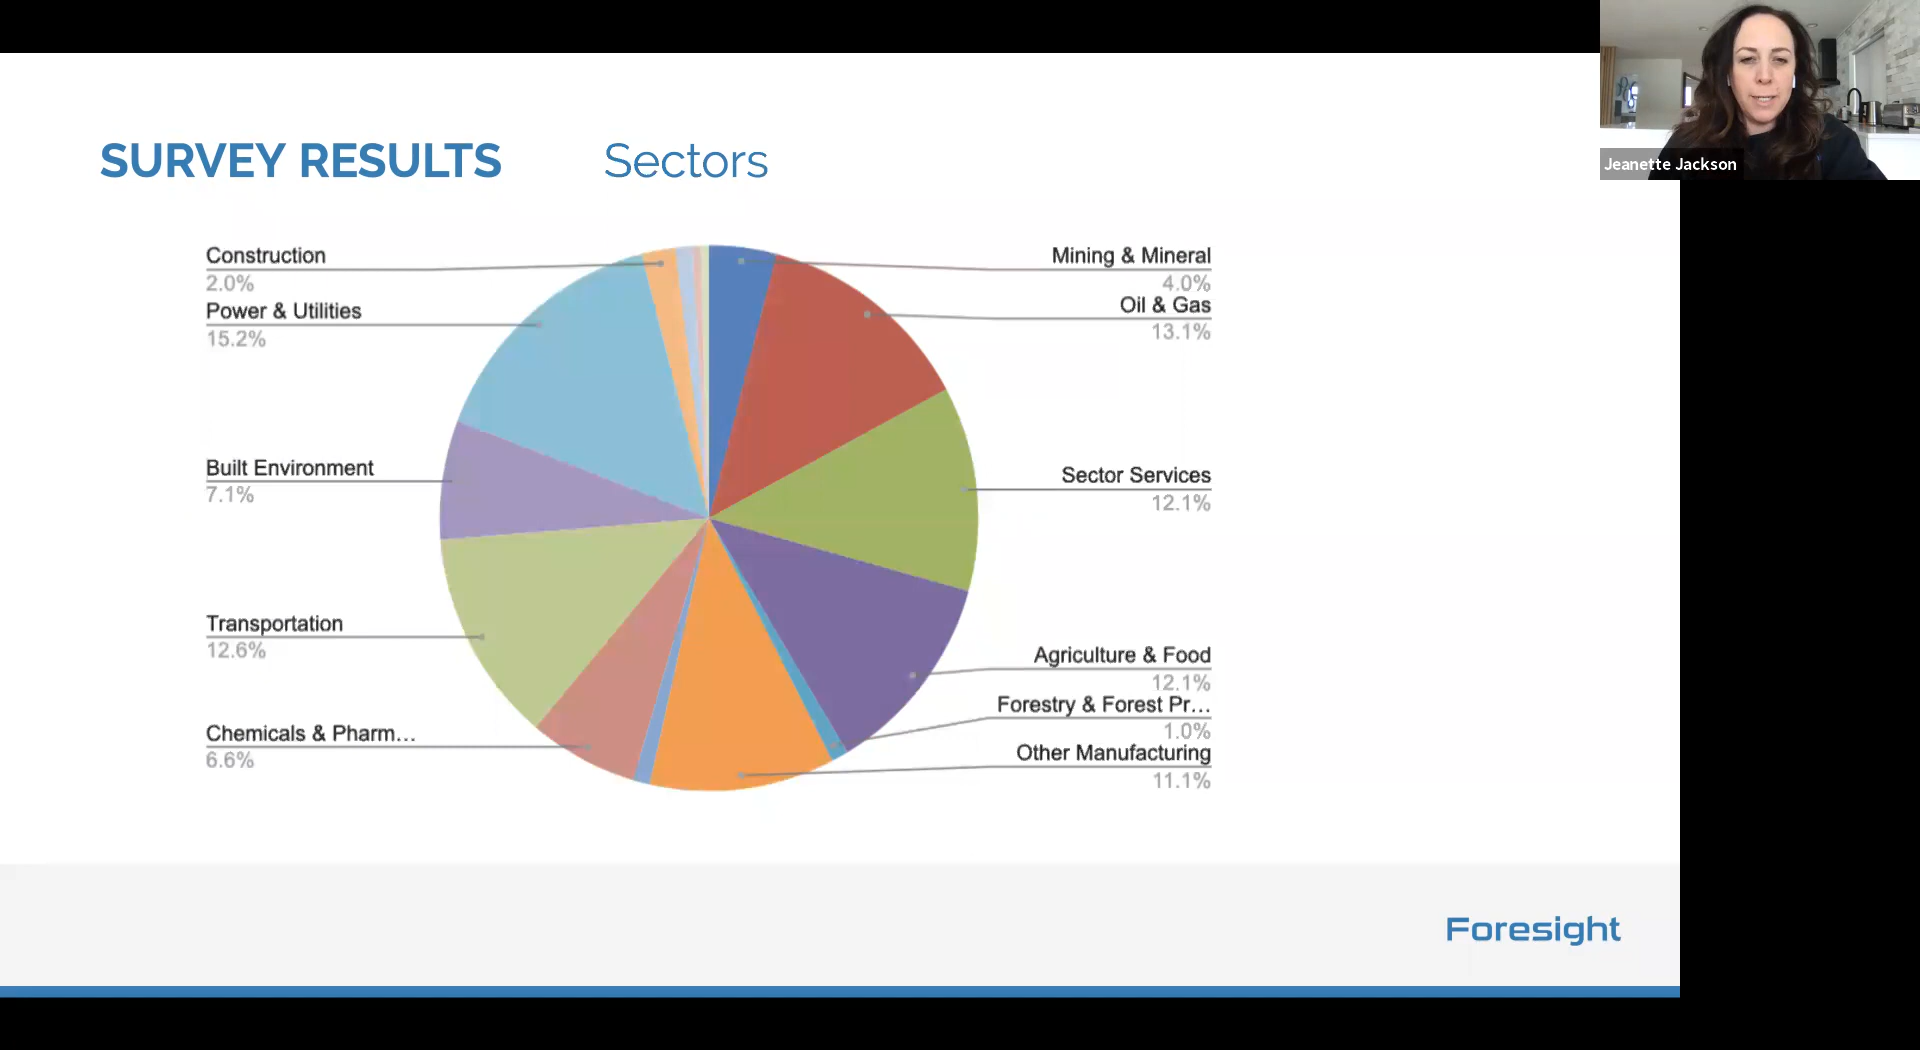 Jeanette Jackson
SURVEY RESULTS Sectors
Construction
2.0%
Power & Utilities
15.2%
Built Environment
7.1%
Transportation
12.6%
Chemicals & Pharm...
6.6%
Mining & Mineral
4.0%
Oil & Gas
13.1%
Sector Services
12.1%
Agriculture & Food
12.1%
Forestry & Forest Pr...
1.0%
Other Manufacturing
11.1%
Foresight